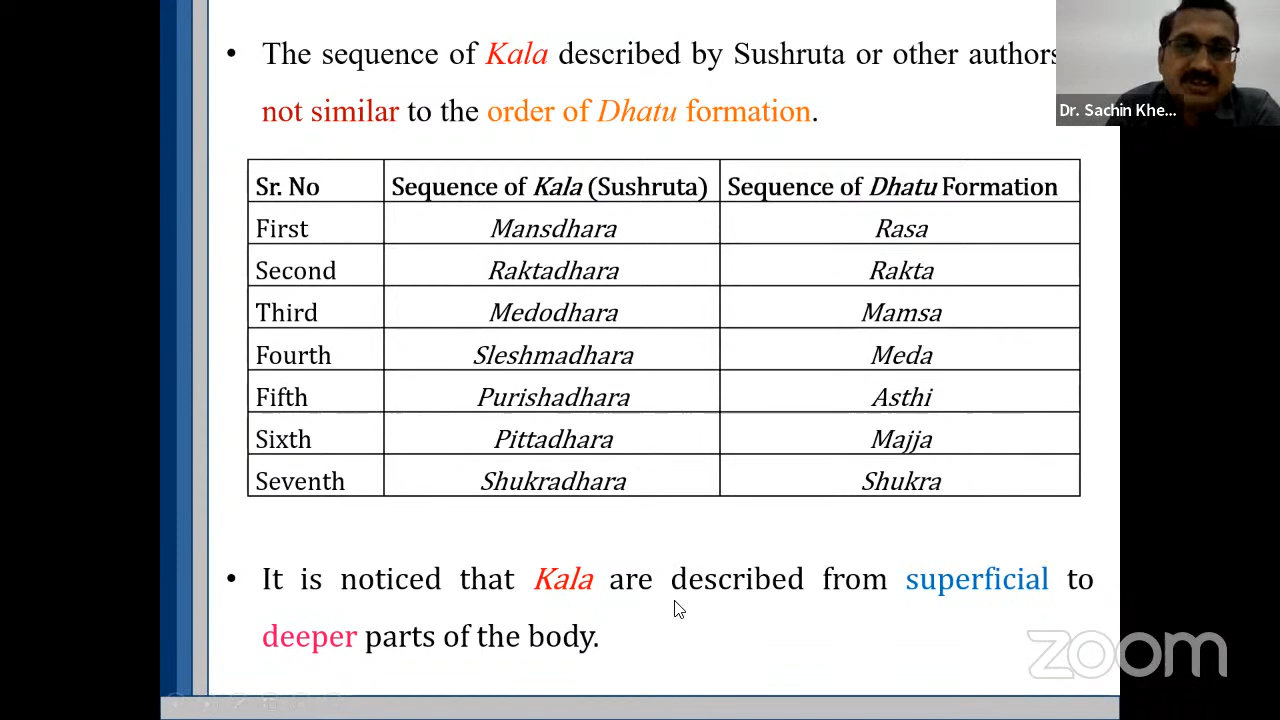 • The sequence of Kala described by Sushruta or other authors
not similar to the order of Dhatu formation.
Dr. Sachin Khe...
Sr. No Sequence of Kala (Sushruta) Sequence of Dhatu Formation
First Mansdhara Rasa
Second Raktadhara Rakta
Third Medodhara Mamsa
Fourth Sleshmadhara Meda
Fifth Purishadhara Asthi
Sixth Pittadhara Majja
Seventh Shukradhara Shukra
• It is noticed that Kala are described from superficial to
deeper parts of the body.
zoom